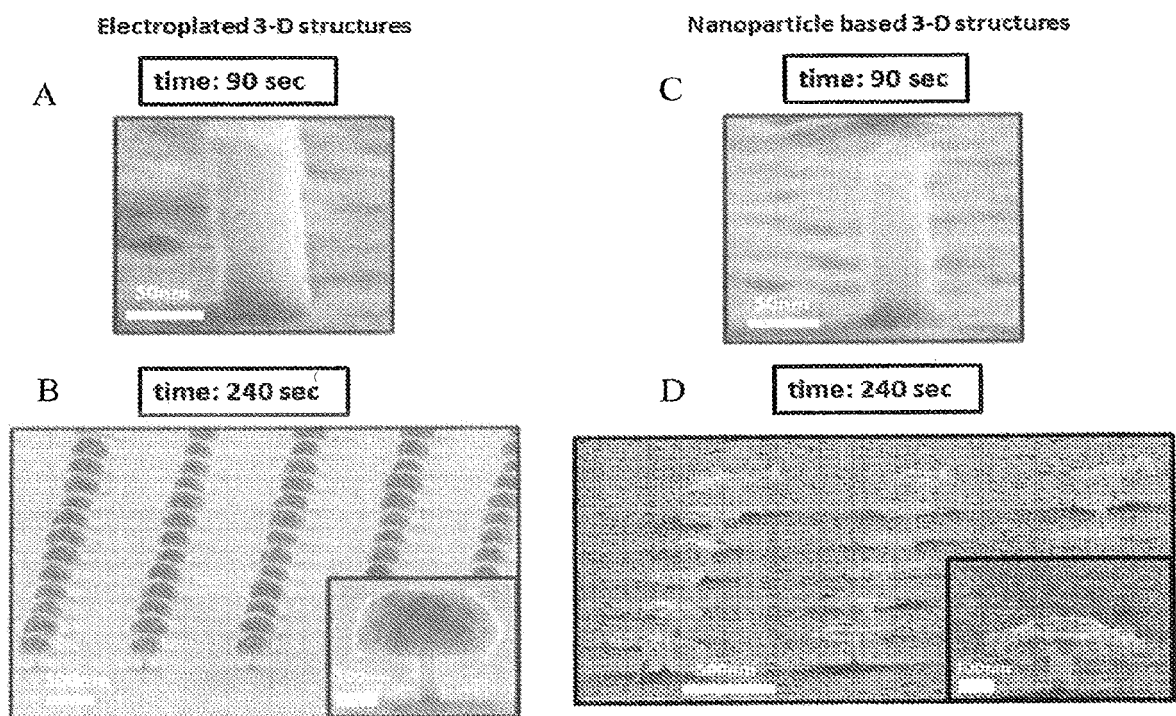 Electroplated 3-D structures
Nanoparticle based 3-D structures
A
time: 90 sec
C
time: 90 sec
B
time: 240 sec
D
time: 240 sec